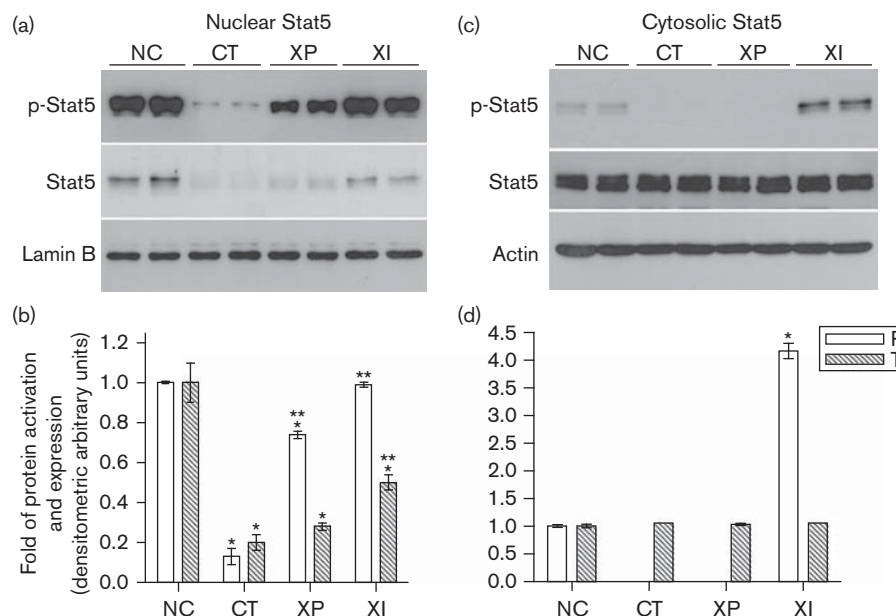 (a) Nuclear Stat5
NC CT XP XI
p-Stat5
Stat5
Lamin B
(c) Cytosolic Stat5
NC CT XP XI
p-Stat5
Stat5
Actin
(b)
Fold of protein activation
and expression
(densitometric arbitrary units)
1.2
1.0
0.8
0.6
0.4
0.2
0.0
* *
**
*
*
**
**
*
NC CT XP XI
(d)
4.5
4.0
3.5
3.0
2.5
2.0
1.5
1.0
0.5
0.0
*
NC CT XP XI